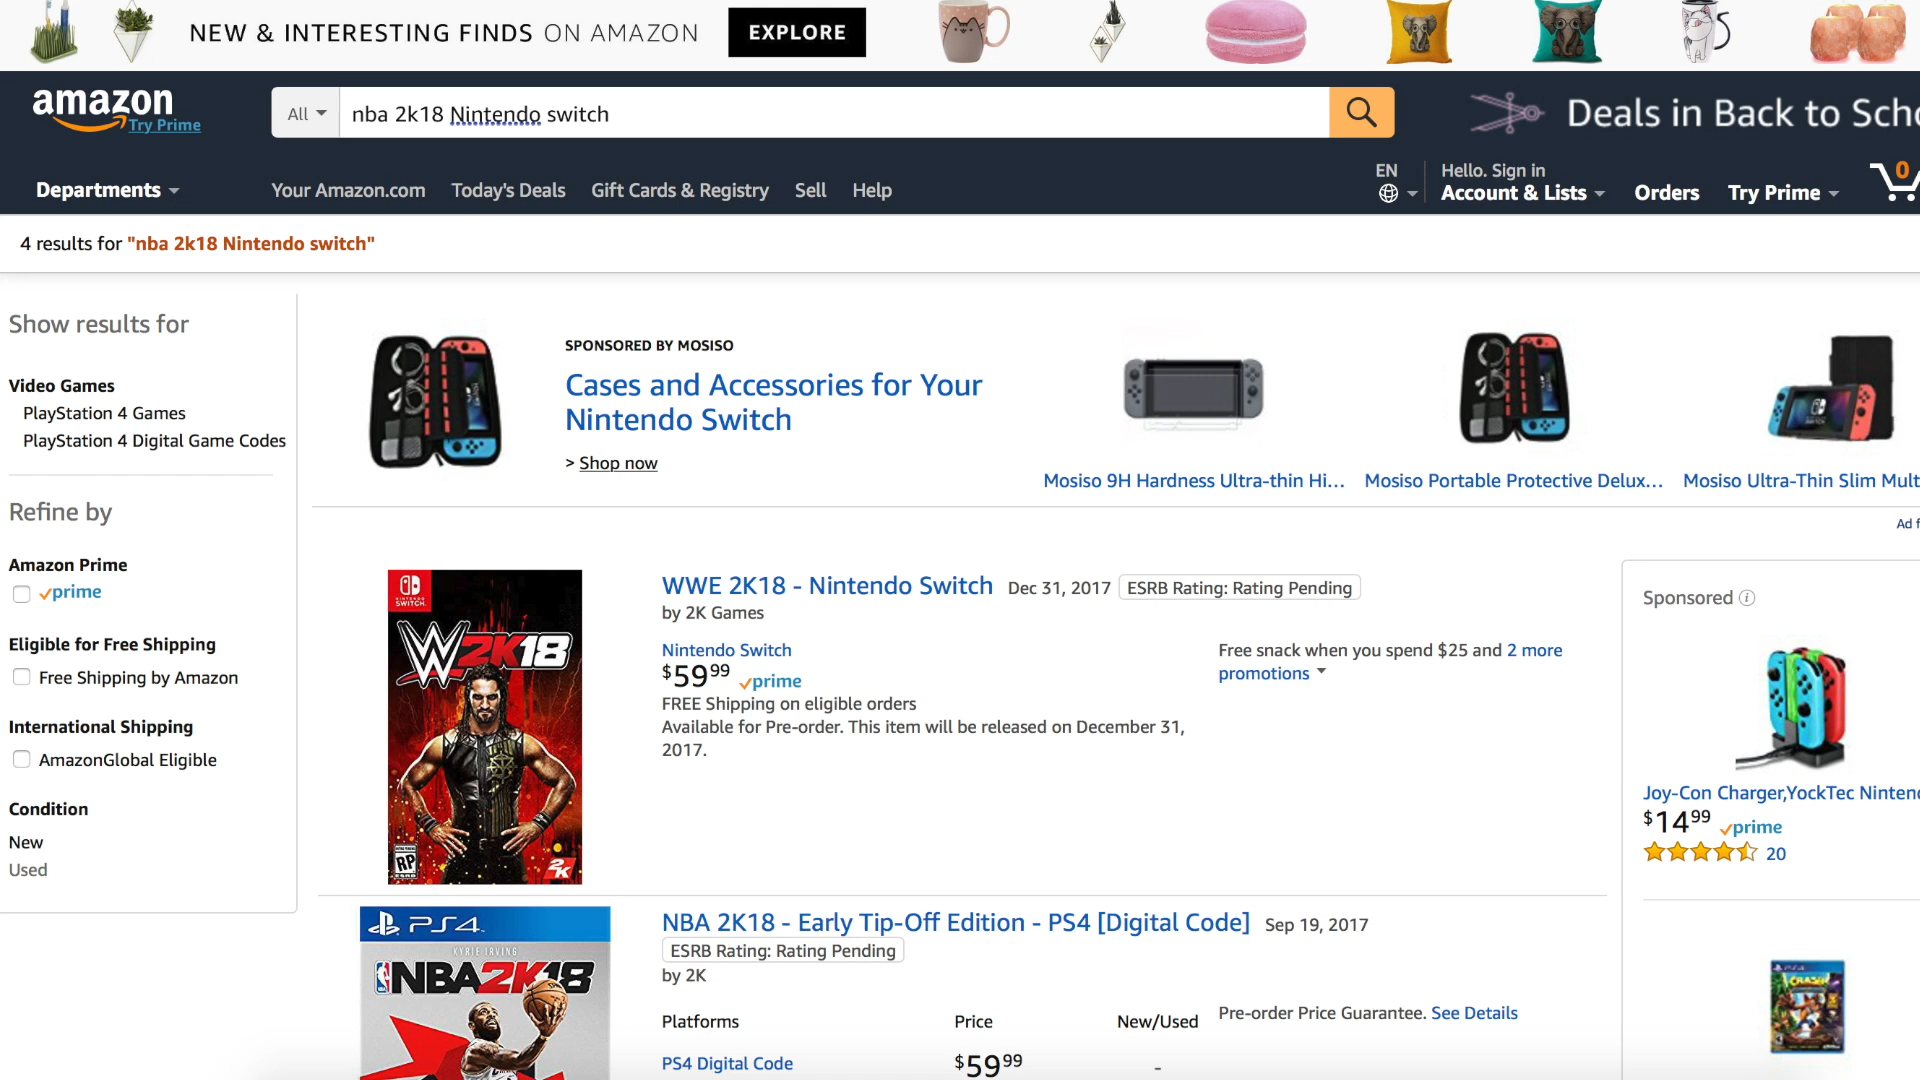 NEW & INTERESTING FINDS ON AMAZON EXPLORE
amazon
Try Prime
All
nba 2k18 Nintendo switch
Deals in Back to Scho
Departments
Your Amazon.com Today's Deals Gift Cards & Registry Sell Help
EN
Hello. Sign in
Account & Lists
Orders
Try Prime
0
4 results for "nba 2k18 Nintendo switch"
Show results for
Video Games
PlayStation 4 Games
PlayStation 4 Digital Game Codes
Refine by
Amazon Prime
prime
Eligible for Free Shipping
Free Shipping by Amazon
International Shipping
AmazonGlobal Eligible
Condition
New
Used
SPONSORED BY MOSISO
Cases and Accessories for Your
Nintendo Switch
> Shop now
Mosiso 9H Hardness Ultra-thin Hi...
Mosiso Portable Protective Delux...
Mosiso Ultra-Thin Slim Mult
Ad f
NINTENDO
SWITCH
W 2K18
RP
2K
WWE 2K18 - Nintendo Switch Dec 31, 2017 ESRB Rating: Rating Pending
by 2K Games
Nintendo Switch
$59 99 prime
FREE Shipping on eligible orders
Available for Pre-order. This item will be released on December 31,
2017.
Free snack when you spend $25 and 2 more
promotions
Sponsored
Joy-Con Charger,YockTec Ninten
$14 99 prime
20
PS4
KYRIE IRVING
NBA 2K18
NBA 2K18 - Early Tip-Off Edition - PS4 [Digital Code] Sep 19, 2017
ESRB Rating: Rating Pending
by 2K
Platforms Price New/Used
PS4 Digital Code $59 99 -
Pre-order Price Guarantee. See Details
CRASH